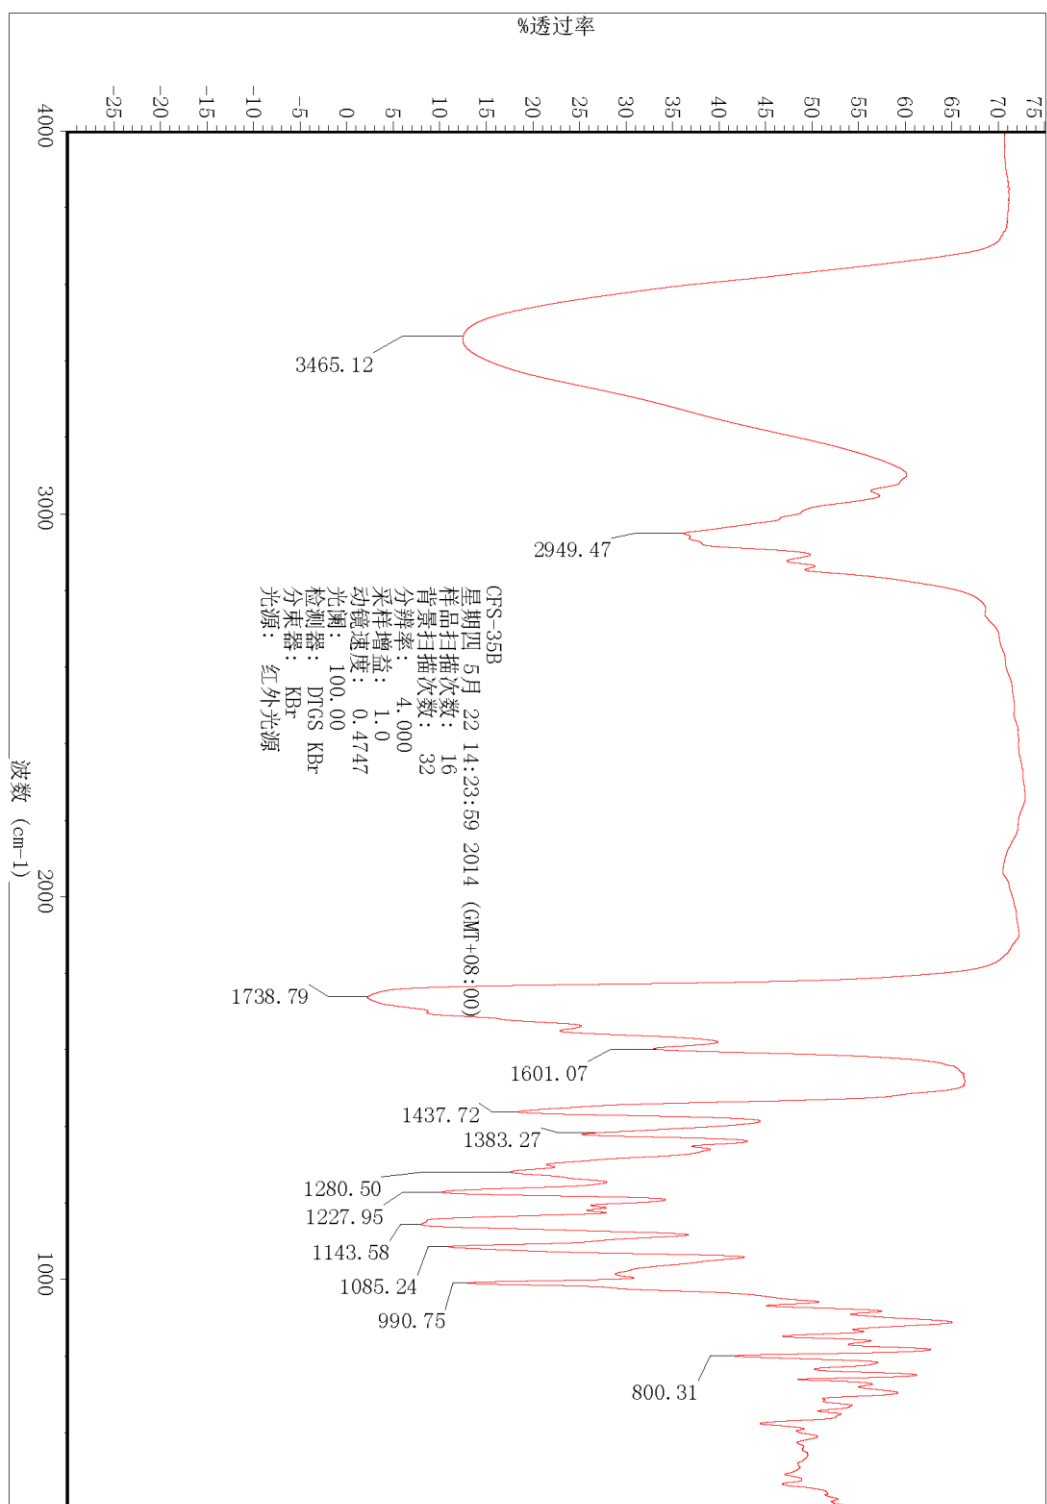 %透过率
-25
-20
-15
-10
-5
0
5
10
15
20
25
30
35
40
45
50
55
60
65
70
75
4000
3000
2000
1000
波数 (cm-1)
3465.12
2949.47
1738.79
1601.07
1437.72
1383.27
1280.50
1227.95
1143.58
1085.24
990.75
800.31
CFS-35B
星期四 5月 22 14:23:59 2014 (GMT+08:00)
样品扫描次数: 16
背景扫描次数: 32
分辨率: 4.000
采样增益: 1.0
动镜速度: 0.4747
光阑: 100.00
检测器: DTGS KBr
分束器: KBr
光源: 红外光源